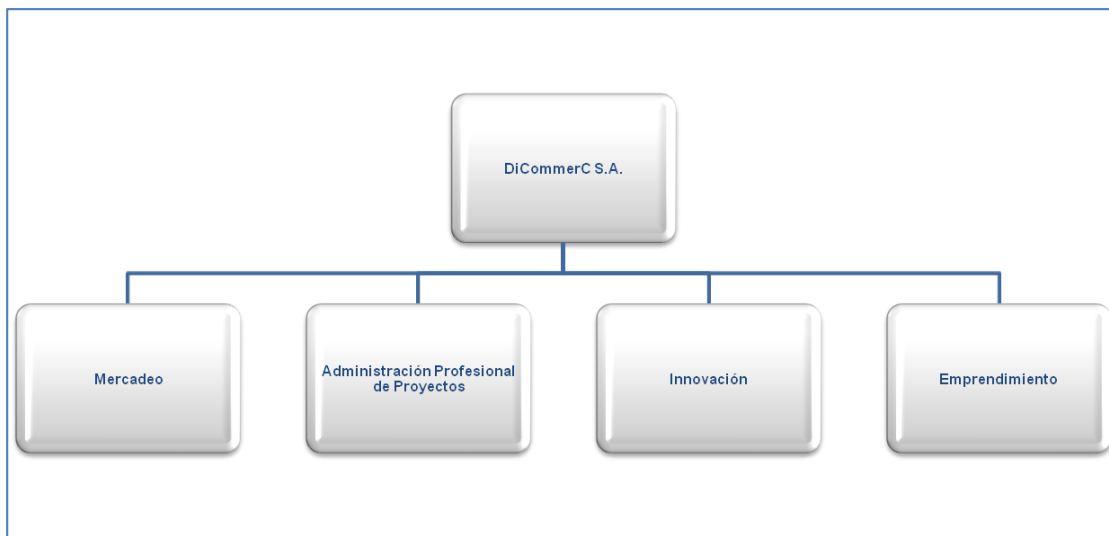 DiCommerC S.A.
Mercadeo
Administración Profesional
de Proyectos
Innovación
Emprendimiento